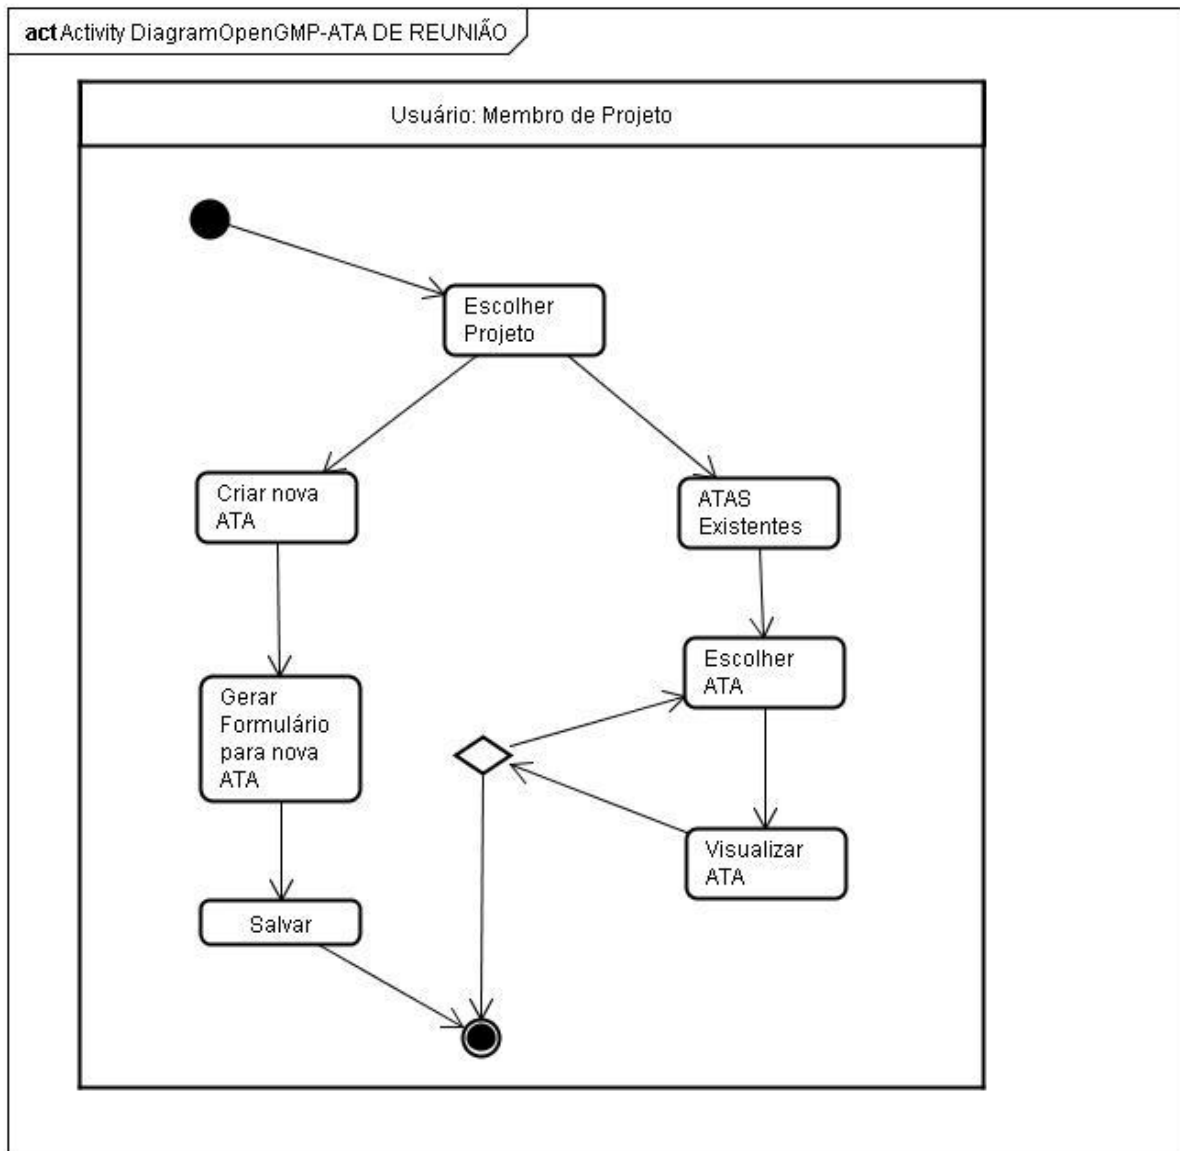 act Activity DiagramOpenGMP-ATA DE REUNIÃO
Usuário: Membro de Projeto
Escolher
Projeto
Criar nova
ATA
ATAS
Existentes
Escolher
ATA
Gerar
Formulário
para nova
ATA
Visualizar
ATA
Salvar